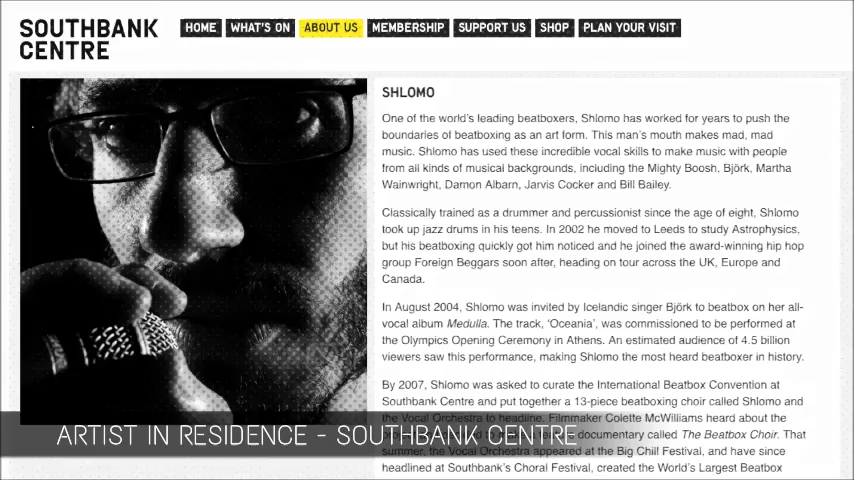 SOUTHBANK
CENTRE
HOME WHAT'S ON ABOUT US MEMBERSHIP SUPPORT US SHOP PLAN YOUR VISIT
SHLOMO
One of the world's leading beatboxers, Shlomo has worked for years to push the
boundaries of beatboxing as an art form. This man's mouth makes mad, mad
music. Shlomo has used these incredible vocal skills to make music with people
from all kinds of musical backgrounds, including the Mighty Boosh, Björk, Martha
Wainwright, Damon Albarn, Jarvis Cocker and Bill Bailey.
Classically trained as a drummer and percussionist since the age of eight, Shlomo
took up jazz drums in his teens. In 2002 he moved to Leeds to study Astrophysics,
but his beatboxing quickly got him noticed and he joined the award-winning hip hop
group Foreign Beggars soon after, heading on tour across the UK, Europe and
Canada.
In August 2004, Shlomo was invited by Icelandic singer Björk to beatbox on her all-
vocal album Medulla. The track, 'Oceania', was commissioned to be performed at
the Olympics Opening Ceremony in Athens. An estimated audience of 4.5 billion
viewers saw this performance, making Shlomo the most heard beatboxer in history.
By 2007, Shlomo was asked to curate the International Beatbox Convention at
Southbank Centre and put together a 13-piece beatboxing choir called Shlomo and
the Vocal Orchestra to headline. Filmmaker Colette McWilliams heard about the
documentary called The Beatbox Choir. That
summer, the Vocal Orchestra appeared at the Big Chill Festival, and have since
headlined at Southbank's Choral Festival, created the World's Largest Beatbox
ARTIST IN RESIDENCE - SOUTHBANK CENTRE